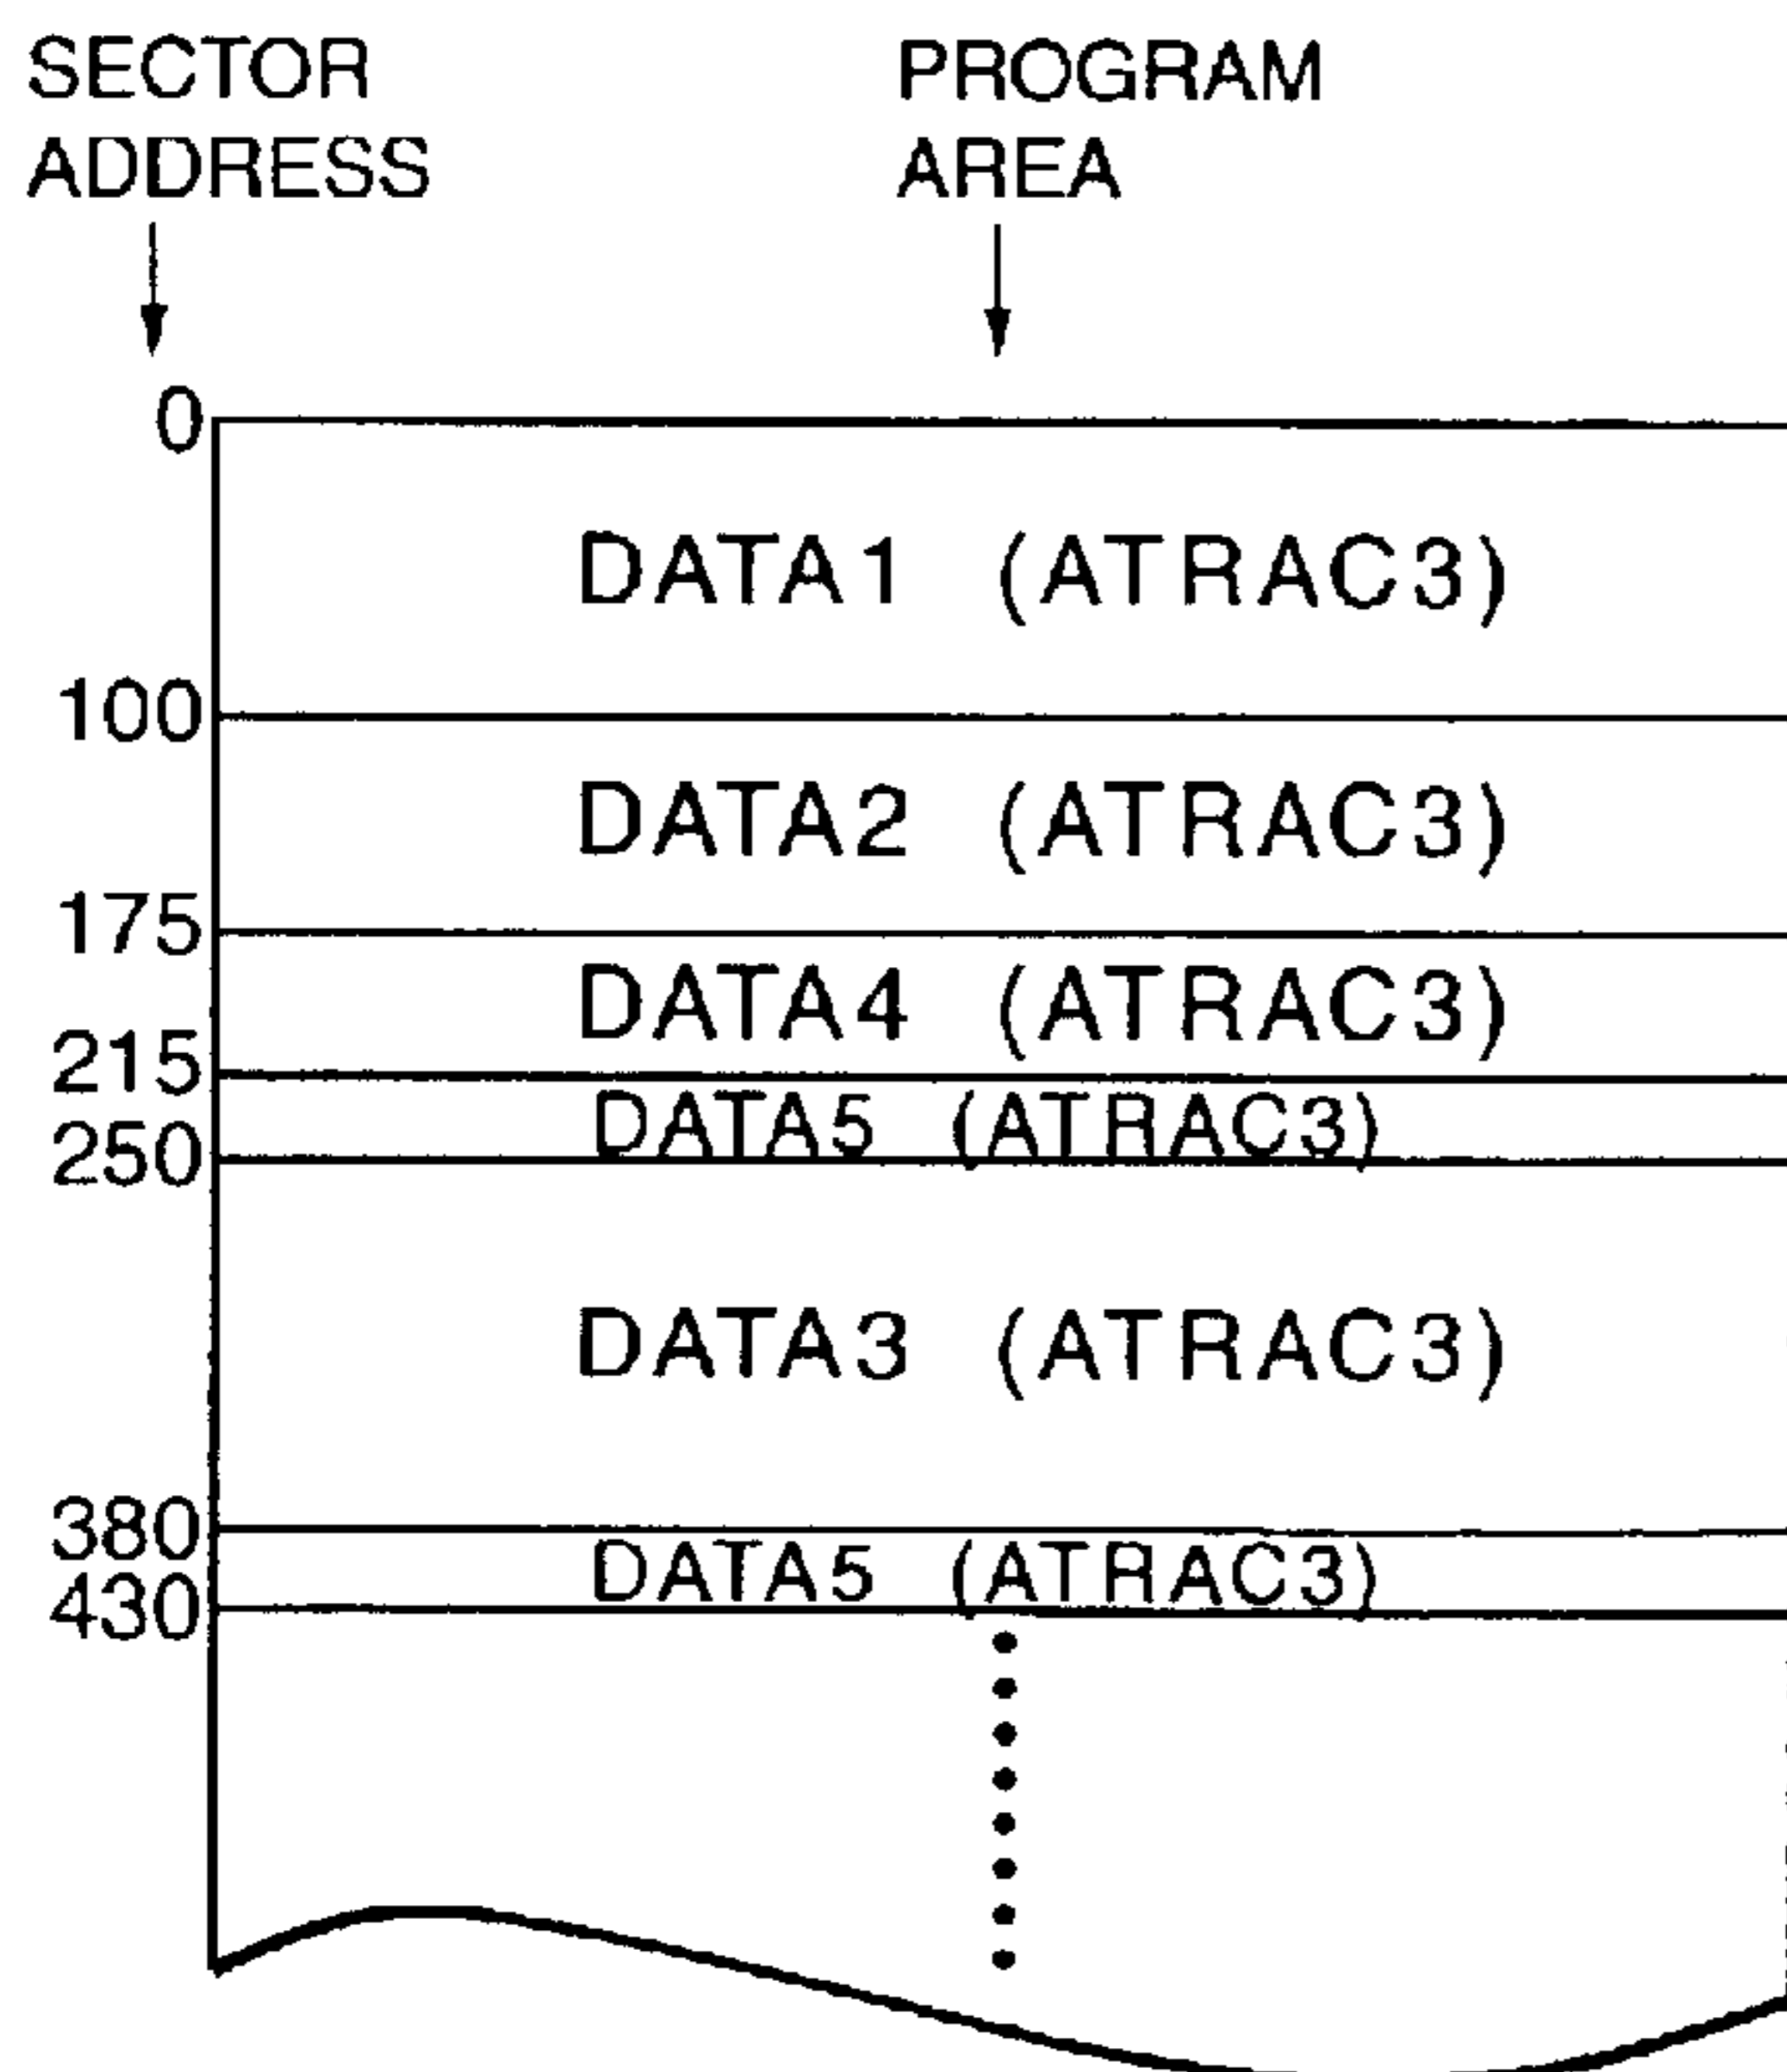 SECTOR ADDRESS
PROGRAM AREA
0
DATA1 (ATRAC3)
100
DATA2 (ATRAC3)
175
DATA4 (ATRAC3)
215
DATA5 (ATRAC3)
250
DATA3 (ATRAC3)
380
DATA5 (ATRAC3)
430